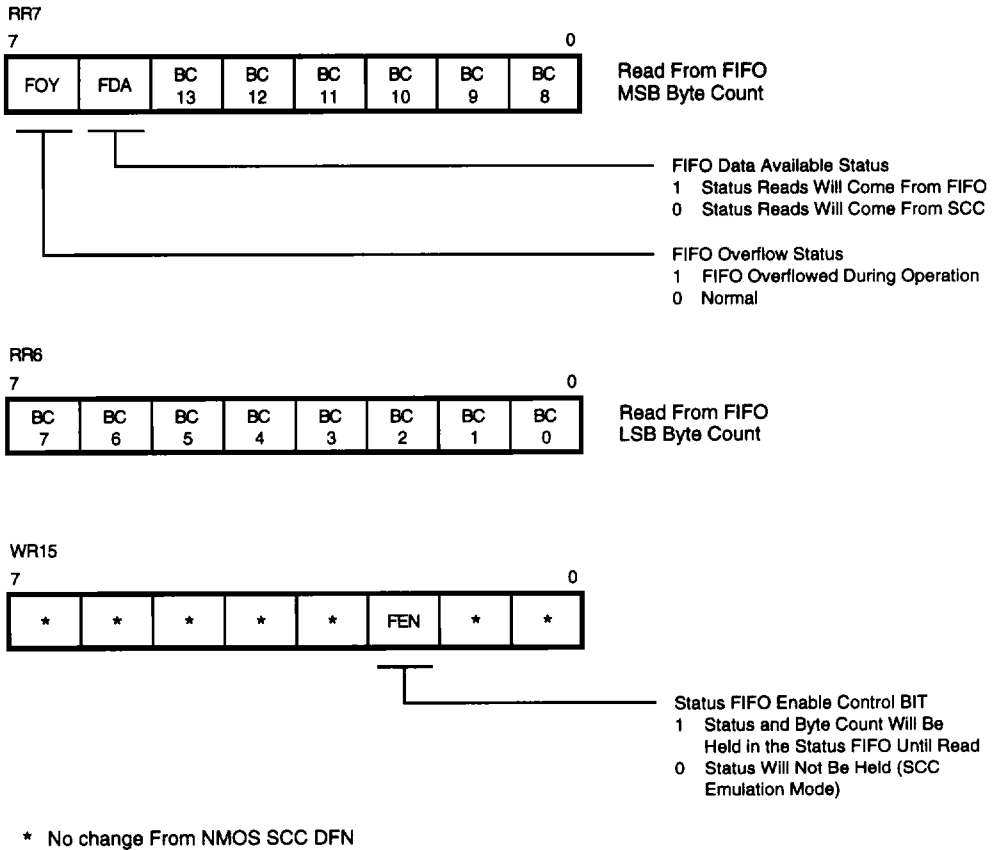 RR7
7 0
FOY FDA BC 13 BC 12 BC 11 BC 10 BC 9 BC 8
Read From FIFO
MSB Byte Count
FIFO Data Available Status
1 Status Reads Will Come From FIFO
0 Status Reads Will Come From SCC
FIFO Overflow Status
1 FIFO Overflowed During Operation
0 Normal
RR6
7 0
BC 7 BC 6 BC 5 BC 4 BC 3 BC 2 BC 1 BC 0
Read From FIFO
LSB Byte Count
WR15
7 0
* * * * * FEN * *
Status FIFO Enable Control BIT
1 Status and Byte Count Will Be
Held in the Status FIFO Until Read
0 Status Will Not Be Held (SCC
Emulation Mode)
* No change From NMOS SCC DFN